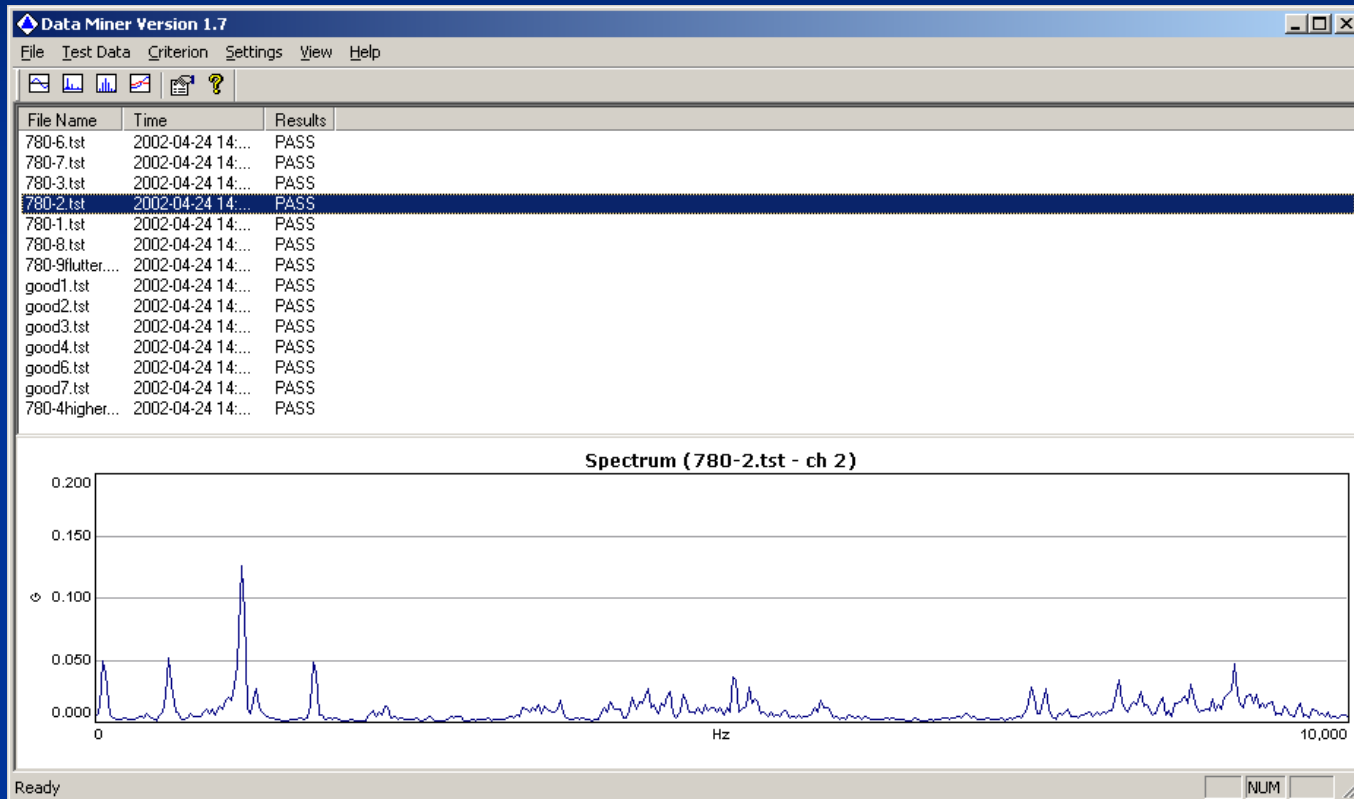 Data Miner Version 1.7
File Test Data Criterion Settings View Help
File Name Time Results
780-6.tst 2002-04-24 14:... PASS
780-7.tst 2002-04-24 14:... PASS
780-3.tst 2002-04-24 14:... PASS
780-2.tst 2002-04-24 14:... PASS
780-1.tst 2002-04-24 14:... PASS
780-8.tst 2002-04-24 14:... PASS
780-9flutter.... 2002-04-24 14:... PASS
good1.tst 2002-04-24 14:... PASS
good2.tst 2002-04-24 14:... PASS
good3.tst 2002-04-24 14:... PASS
good4.tst 2002-04-24 14:... PASS
good6.tst 2002-04-24 14:... PASS
good7.tst 2002-04-24 14:... PASS
780-4higher... 2002-04-24 14:... PASS
Spectrum (780-2.tst - ch 2)
0.200
0.150
G 0.100
0.050
0.000
0 Hz 10,000
Ready NUM